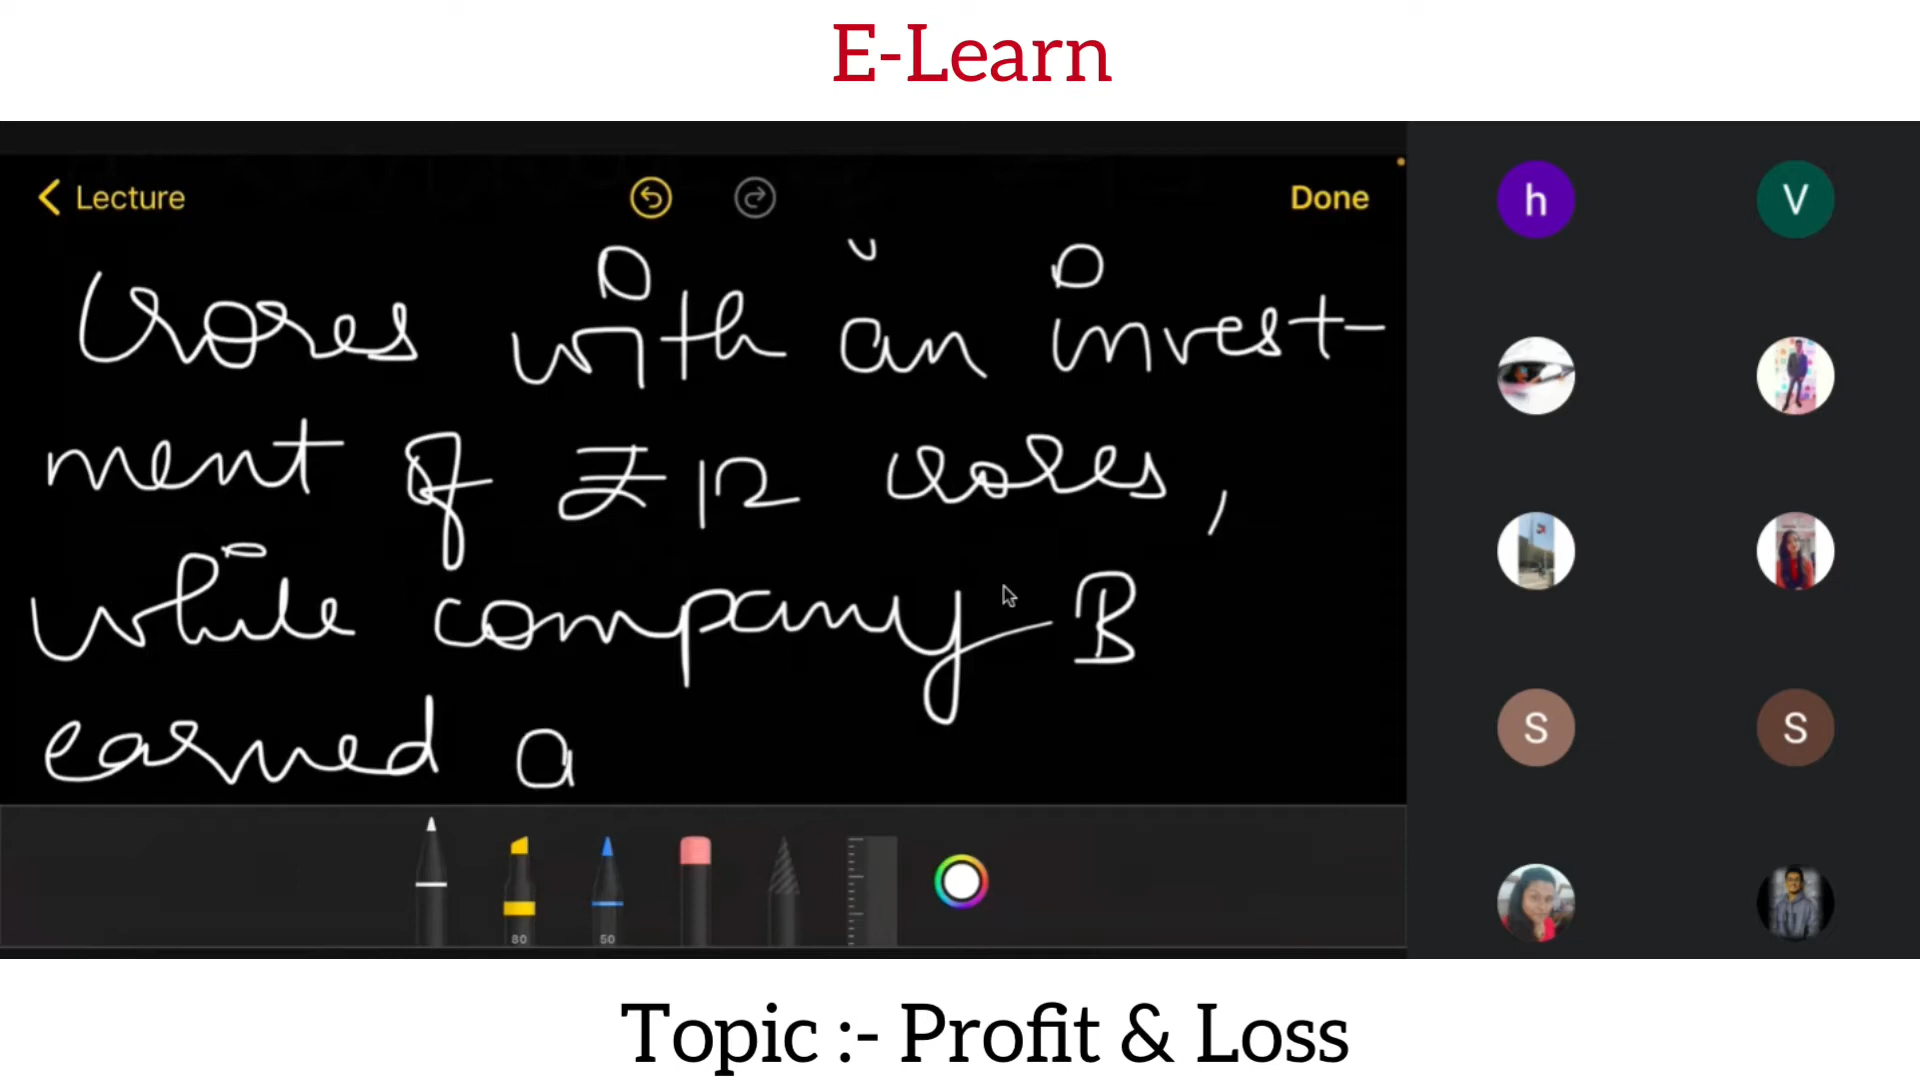 E-Learn
Lecture
Done
crores with an invest-
ment of ₹12 crores,
while company B
earned a
80
50
h
V
S
S
Topic :- Profit & Loss